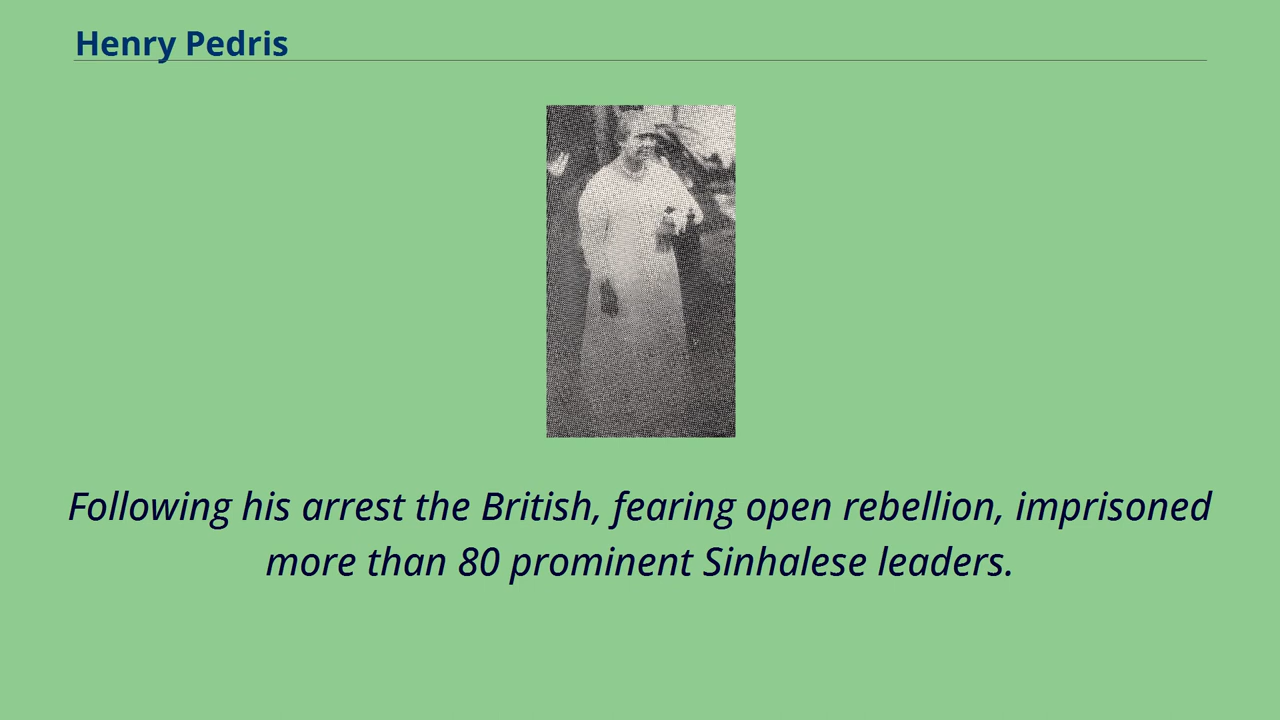 Henry Pedris
Following his arrest the British, fearing open rebellion, imprisoned
more than 80 prominent Sinhalese leaders.